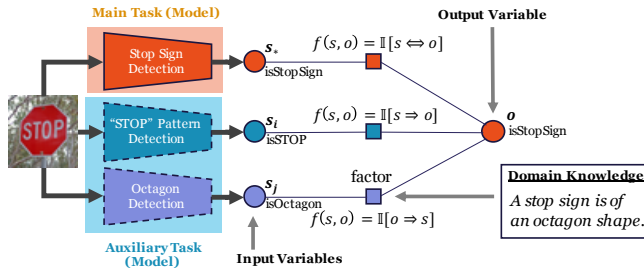 Main Task (Model)
Output Variable
Stop Sign
Detection
s*
isStopSign
f(s, o) = 𝕀[s ⇔ o]
STOP
"STOP" Pattern
Detection
sᵢ
isSTOP
f(s, o) = 𝕀[s ⇒ o]
o
isStopSign
Octagon
Detection
sⱼ
isOctagon
factor
f(s, o) = 𝕀[o ⇒ s]
Domain Knowledge
A stop sign is of
an octagon shape.
Auxiliary Task
(Model)
Input Variables